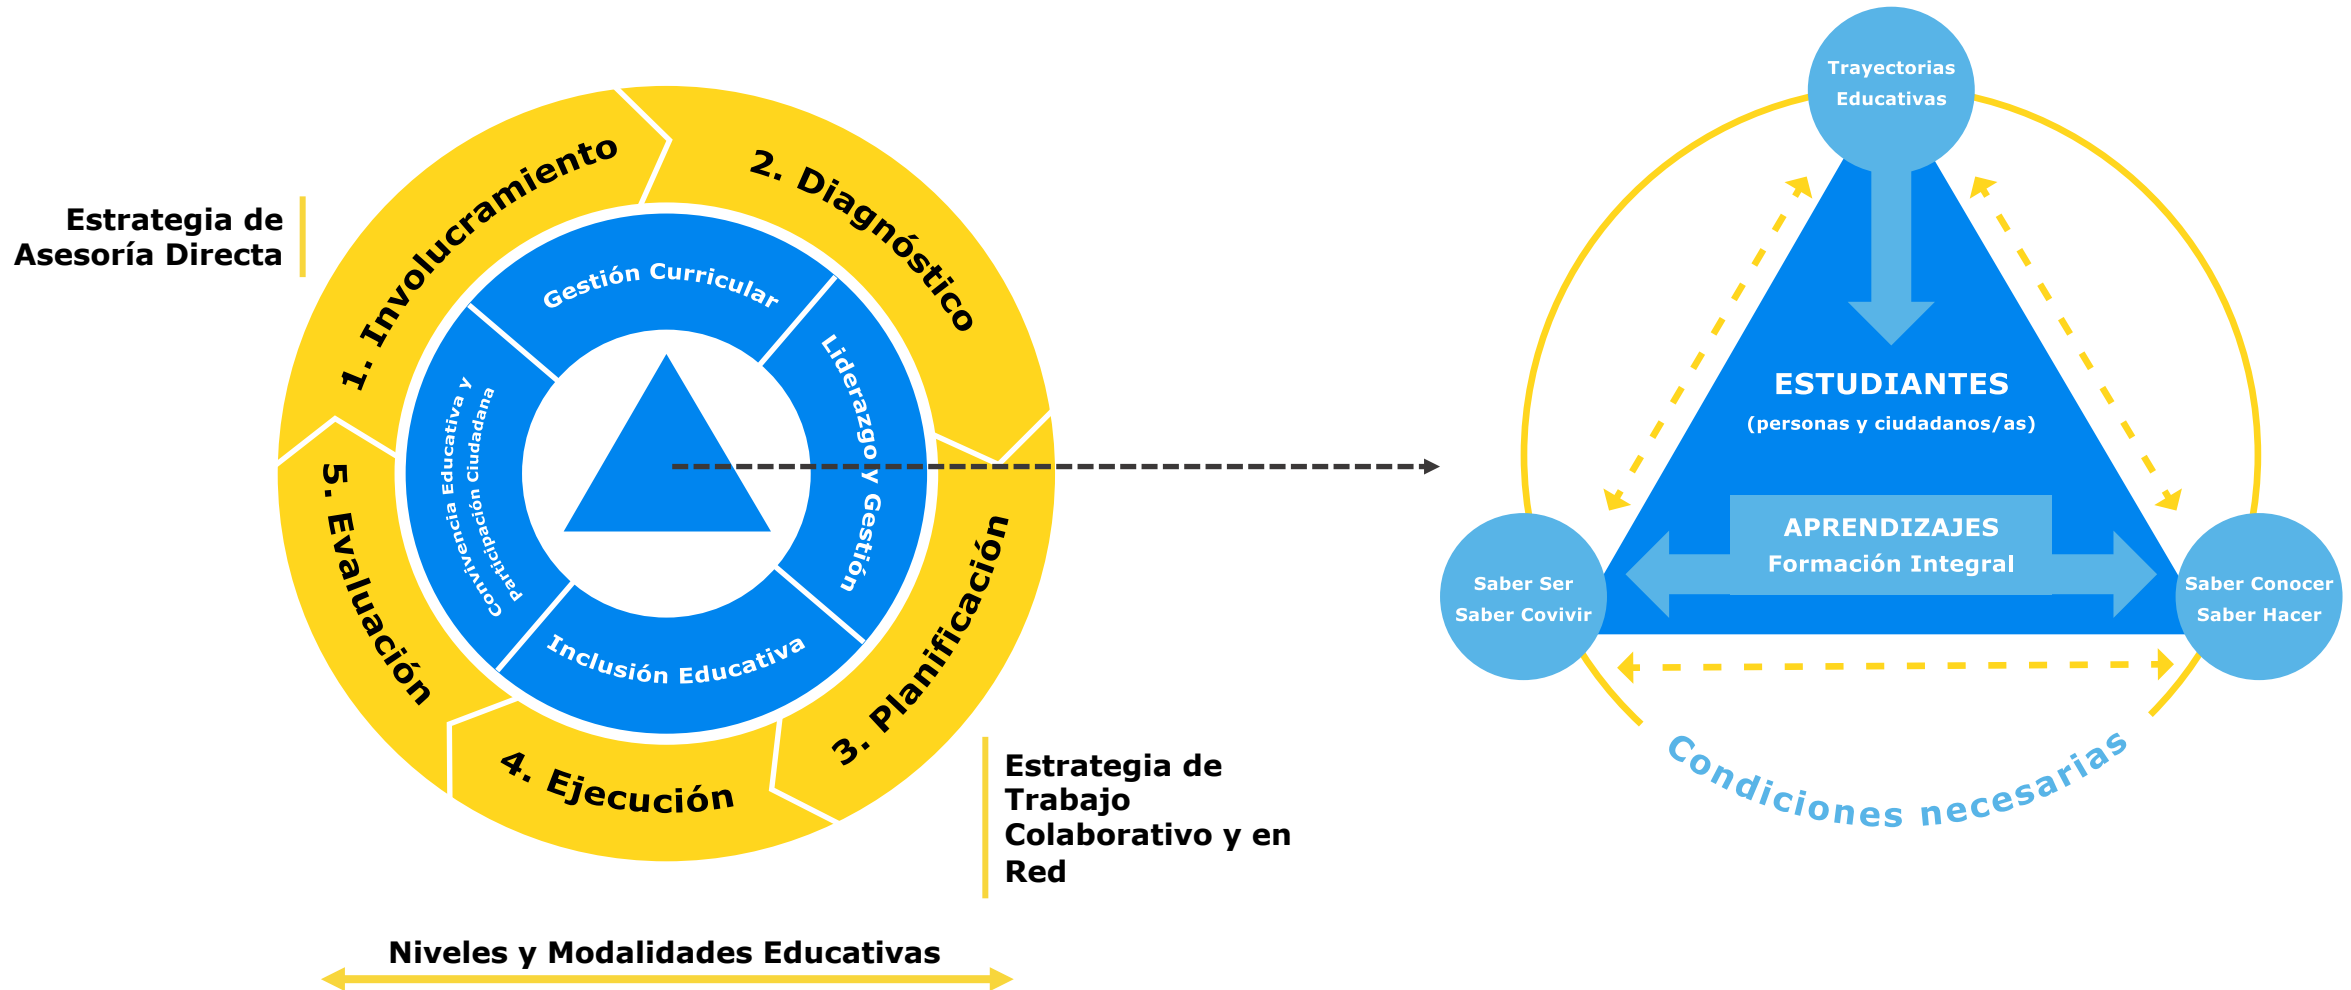 Estrategia de
Asesoría Directa
1. Involucramiento
2. Diagnóstico
3. Planificación
4. Ejecución
5. Evaluación
Gestión Curricular
Liderazgo y Gestión
Inclusión Educativa
Convivencia Educativa y
Participación Ciudadana
Estrategia de
Trabajo
Colaborativo y en
Red
Niveles y Modalidades Educativas
Trayectorias
Educativas
ESTUDIANTES
(personas y ciudadanos/as)
APRENDIZAJES
Formación Integral
Saber Ser
Saber Covivir
Saber Conocer
Saber Hacer
Condiciones necesarias